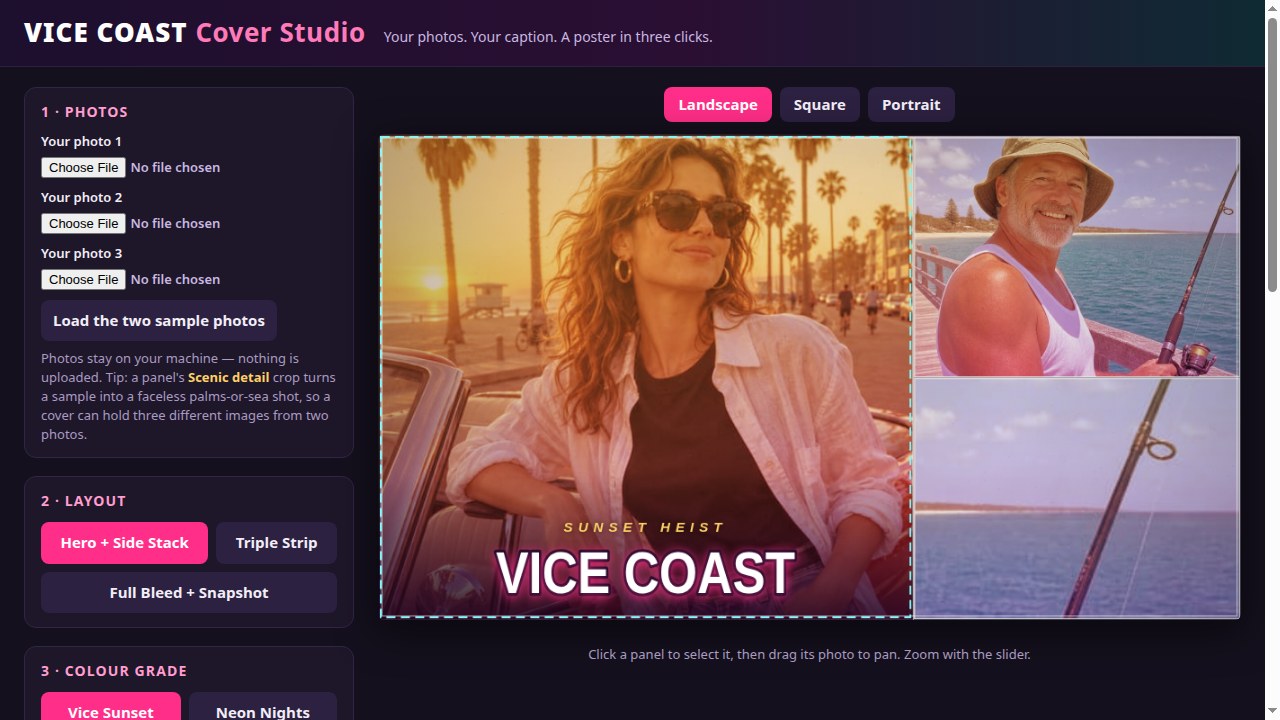 VICE COAST Cover Studio Your photos. Your caption. A poster in three clicks.
1 · PHOTOS
Your photo 1
Choose File No file chosen
Your photo 2
Choose File No file chosen
Your photo 3
Choose File No file chosen
Load the two sample photos
Photos stay on your machine — nothing is
uploaded. Tip: a panel's Scenic detail crop turns
a sample into a faceless palms-or-sea shot, so a
cover can hold three different images from two
photos.
2 · LAYOUT
Hero + Side Stack Triple Strip
Full Bleed + Snapshot
3 · COLOUR GRADE
Vice Sunset Neon Nights
Landscape Square Portrait
SUNSET HEIST
VICE COAST
Click a panel to select it, then drag its photo to pan. Zoom with the slider.